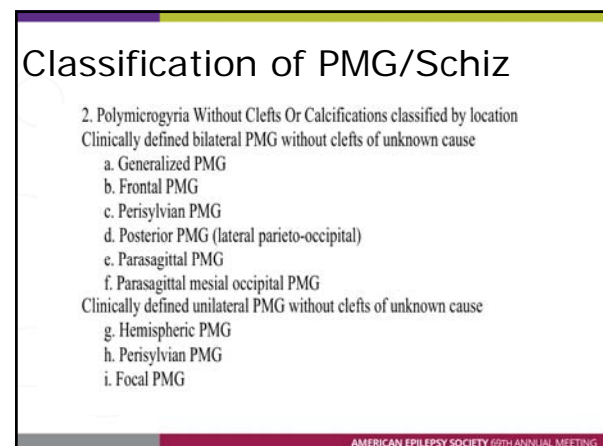 Classification of PMG/Schiz
2. Polymicrogyria Without Clefts Or Calcifications classified by location
Clinically defined bilateral PMG without clefts of unknown cause
a. Generalized PMG
b. Frontal PMG
c. Perisylvian PMG
d. Posterior PMG (lateral parieto-occipital)
e. Parasagittal PMG
f. Parasagittal mesial occipital PMG
Clinically defined unilateral PMG without clefts of unknown cause
g. Hemispheric PMG
h. Perisylvian PMG
i. Focal PMG
AMERICAN EPILEPSY SOCIETY 69TH ANNUAL MEETING